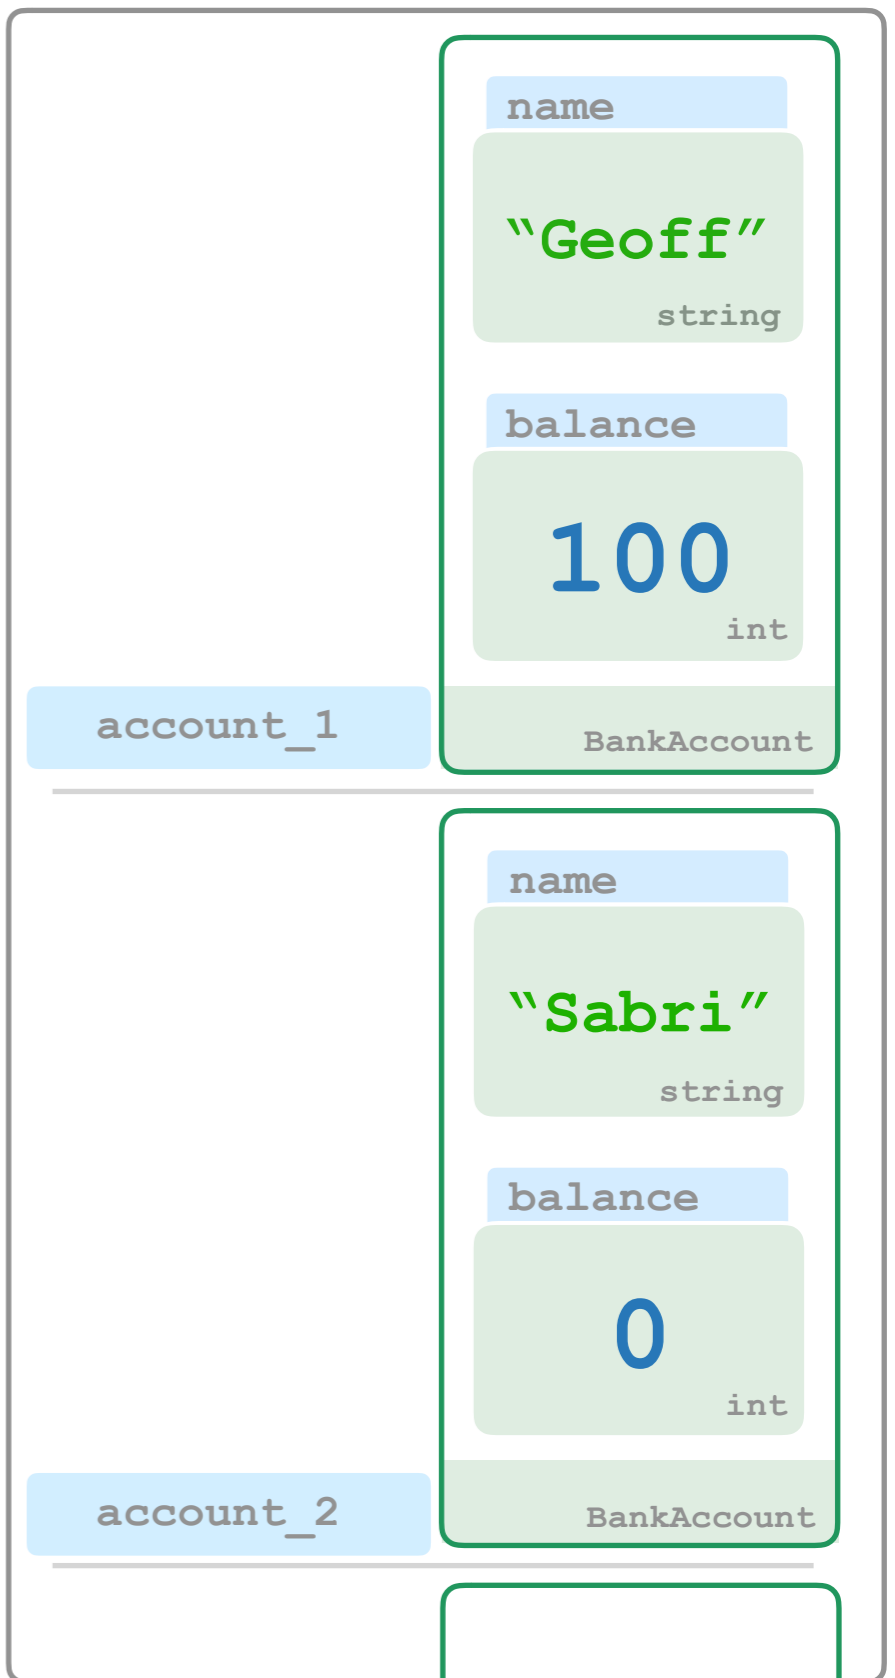 name
“Geoff”
string
balance
100
int
account_1
BankAccount
name
“Sabri”
string
balance
0
int
account_2
BankAccount